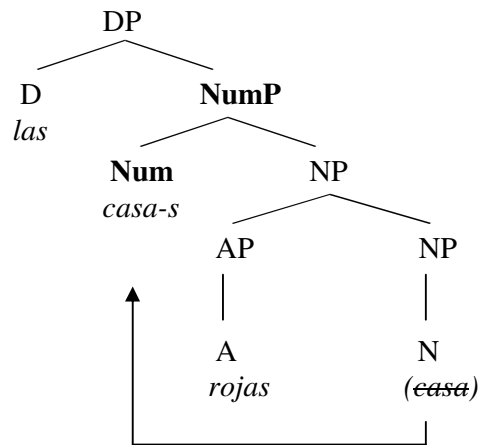 DP
D NumP
las
Num NP
casa-s
AP NP
A N
rojas (casa)